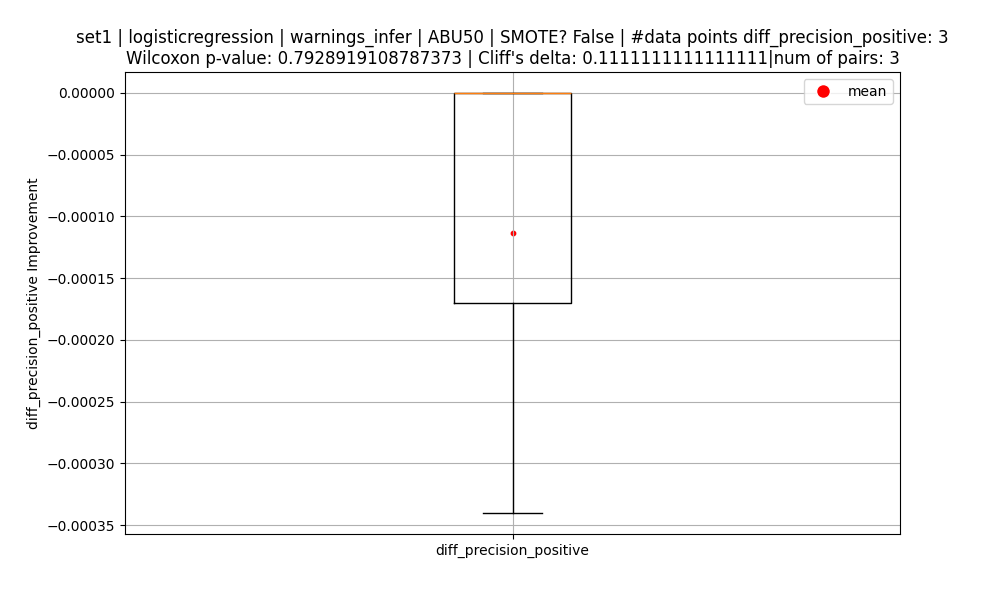 set1 | logisticregression | warnings_infer | ABU50 | SMOTE? False | #data points diff_precision_positive: 3
Wilcoxon p-value: 0.7928919108787373 | Cliff's delta: 0.1111111111111111|num of pairs: 3
mean
0.00000
−0.00005
−0.00010
−0.00015
−0.00020
−0.00025
−0.00030
−0.00035
diff_precision_positive Improvement
diff_precision_positive